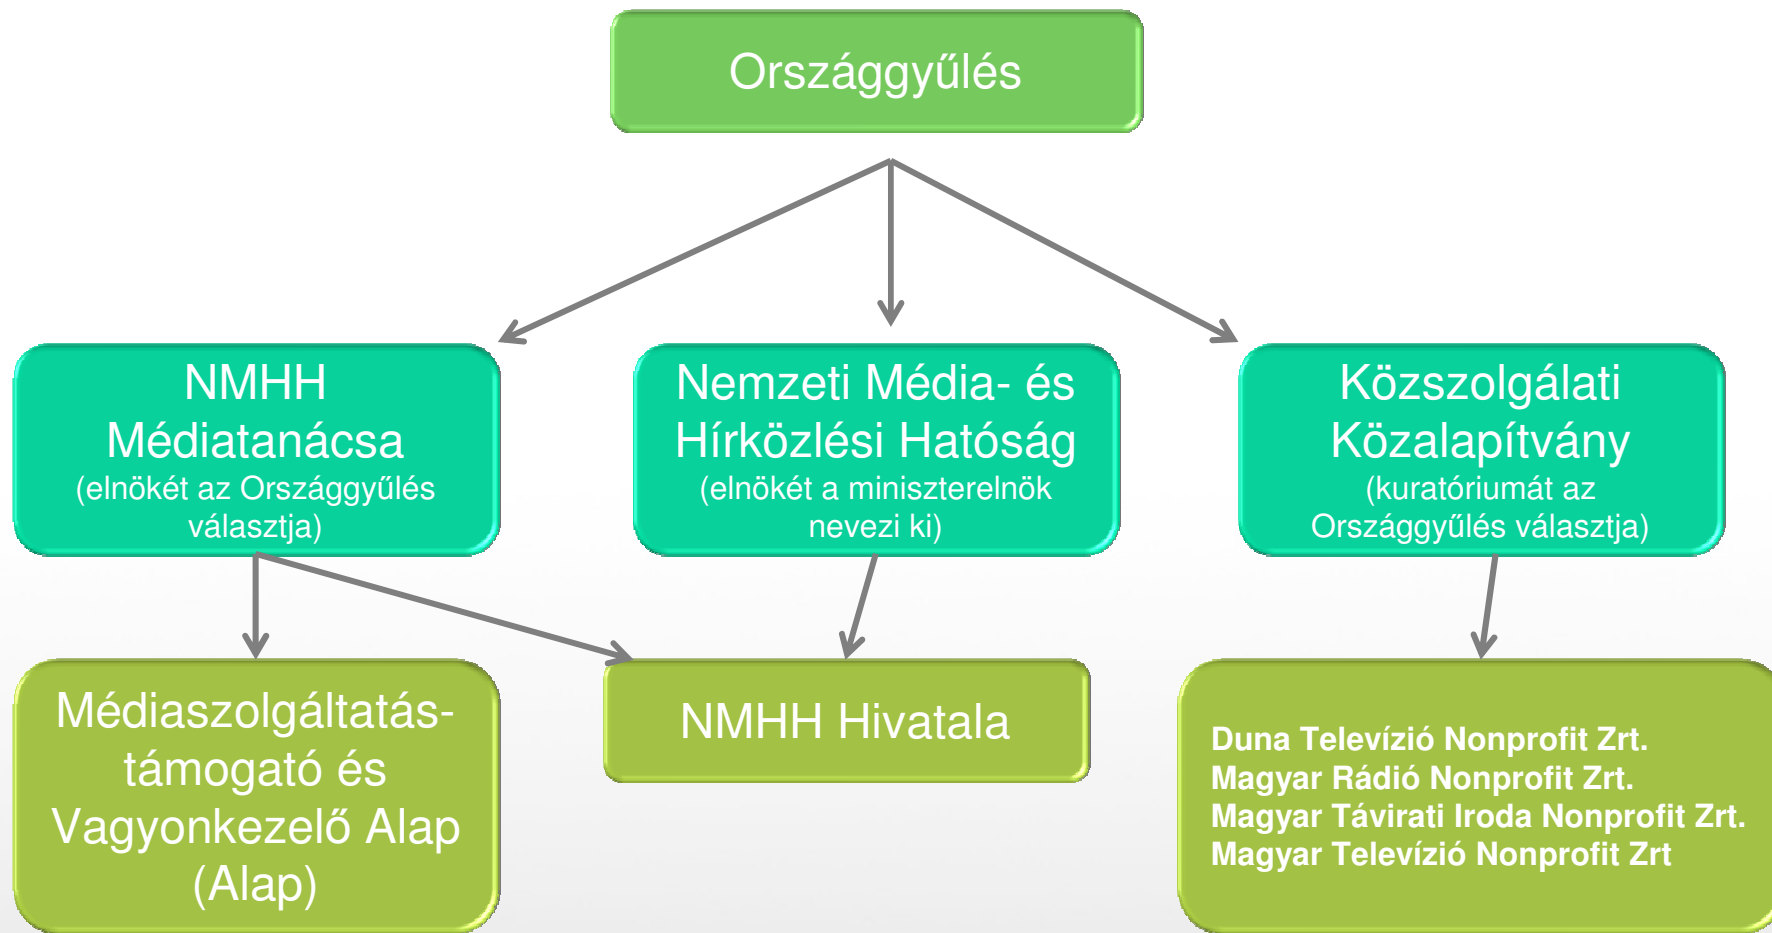 Országgyűlés
NMHH
Médiatanácsa
(elnökét az Országgyűlés
választja)
Nemzeti Média- és
Hírközlési Hatóság
(elnökét a miniszterelnök
nevezi ki)
Közszolgálati
Közalapítvány
(kuratóriumát az
Országgyűlés választja)
Médiaszolgáltatás-
támogató és
Vagyonkezelő Alap
(Alap)
NMHH Hivatala
Duna Televízió Nonprofit Zrt.
Magyar Rádió Nonprofit Zrt.
Magyar Távirati Iroda Nonprofit Zrt.
Magyar Televízió Nonprofit Zrt